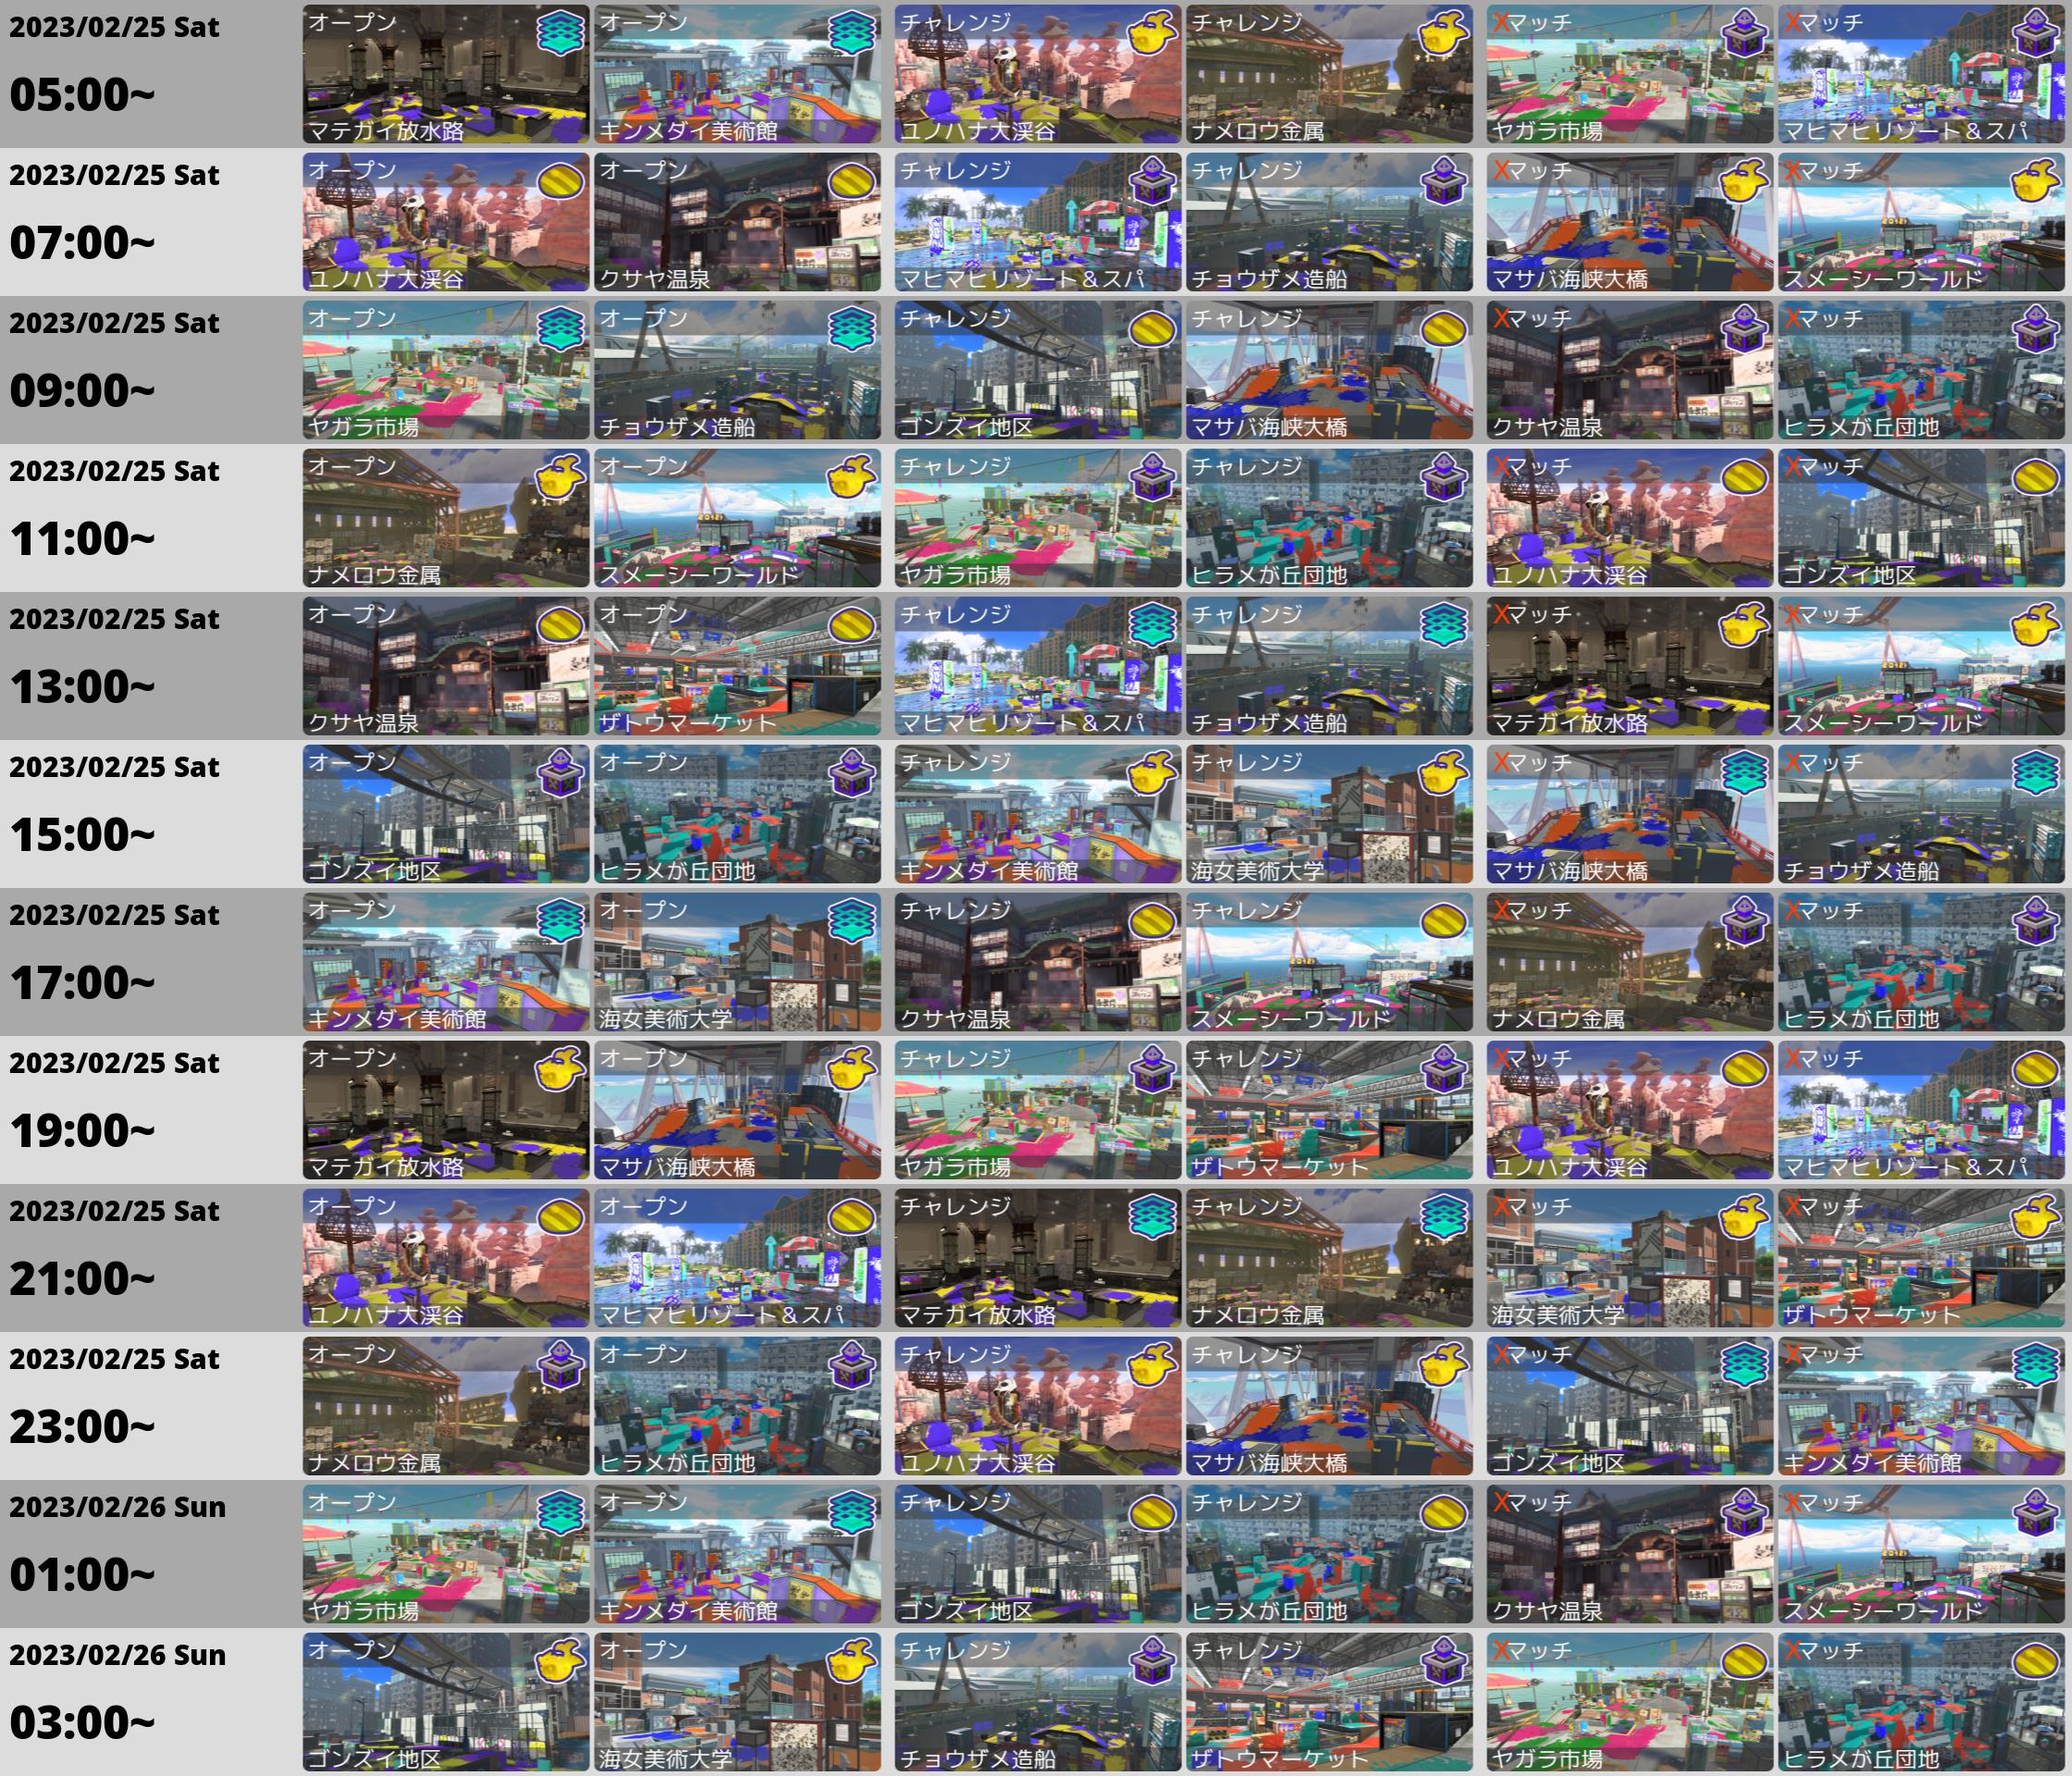 2023/02/25 Sat
05:00~
オープン オープン チャレンジ チャレンジ Xマッチ Xマッチ
マテガイ放水路 キンメダイ美術館 ユノハナ大渓谷 ナメロウ金属 ヤガラ市場 マヒマヒリゾート＆スパ
2023/02/25 Sat
07:00~
オープン オープン チャレンジ チャレンジ Xマッチ Xマッチ
ユノハナ大渓谷 クサヤ温泉 マヒマヒリゾート＆スパ チョウザメ造船 マサバ海峡大橋 スメーシーワールド
2023/02/25 Sat
09:00~
オープン オープン チャレンジ チャレンジ Xマッチ Xマッチ
ヤガラ市場 チョウザメ造船 ゴンズイ地区 マサバ海峡大橋 クサヤ温泉 ヒラメが丘団地
2023/02/25 Sat
11:00~
オープン オープン チャレンジ チャレンジ Xマッチ Xマッチ
ナメロウ金属 スメーシーワールド ヤガラ市場 ヒラメが丘団地 ユノハナ大渓谷 ゴンズイ地区
2023/02/25 Sat
13:00~
オープン オープン チャレンジ チャレンジ Xマッチ Xマッチ
クサヤ温泉 ザトウマーケット マヒマヒリゾート＆スパ チョウザメ造船 マテガイ放水路 スメーシーワールド
2023/02/25 Sat
15:00~
オープン オープン チャレンジ チャレンジ Xマッチ Xマッチ
ゴンズイ地区 ヒラメが丘団地 キンメダイ美術館 海女美術大学 マサバ海峡大橋 チョウザメ造船
2023/02/25 Sat
17:00~
オープン オープン チャレンジ チャレンジ Xマッチ Xマッチ
キンメダイ美術館 海女美術大学 クサヤ温泉 スメーシーワールド ナメロウ金属 ヒラメが丘団地
2023/02/25 Sat
19:00~
オープン オープン チャレンジ チャレンジ Xマッチ Xマッチ
マテガイ放水路 マサバ海峡大橋 ヤガラ市場 ザトウマーケット ユノハナ大渓谷 マヒマヒリゾート＆スパ
2023/02/25 Sat
21:00~
オープン オープン チャレンジ チャレンジ Xマッチ Xマッチ
ユノハナ大渓谷 マヒマヒリゾート＆スパ マテガイ放水路 ナメロウ金属 海女美術大学 ザトウマーケット
2023/02/25 Sat
23:00~
オープン オープン チャレンジ チャレンジ Xマッチ Xマッチ
ナメロウ金属 ヒラメが丘団地 ユノハナ大渓谷 マサバ海峡大橋 ゴンズイ地区 キンメダイ美術館
2023/02/26 Sun
01:00~
オープン オープン チャレンジ チャレンジ Xマッチ Xマッチ
ヤガラ市場 キンメダイ美術館 ゴンズイ地区 ヒラメが丘団地 クサヤ温泉 スメーシーワールド
2023/02/26 Sun
03:00~
オープン オープン チャレンジ チャレンジ Xマッチ Xマッチ
ゴンズイ地区 海女美術大学 チョウザメ造船 ザトウマーケット ヤガラ市場 ヒラメが丘団地